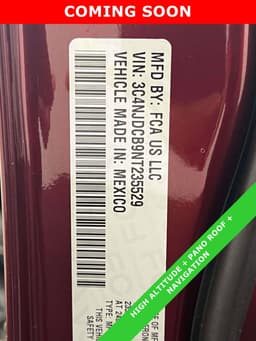 COMING SOON
MFD BY: FCA US LLC
VIN: 3C4NJDCB9NT235529
VEHICLE MADE IN: MEXICO
HIGH ALTITUDE + PANO ROOF +
NAVIGATION